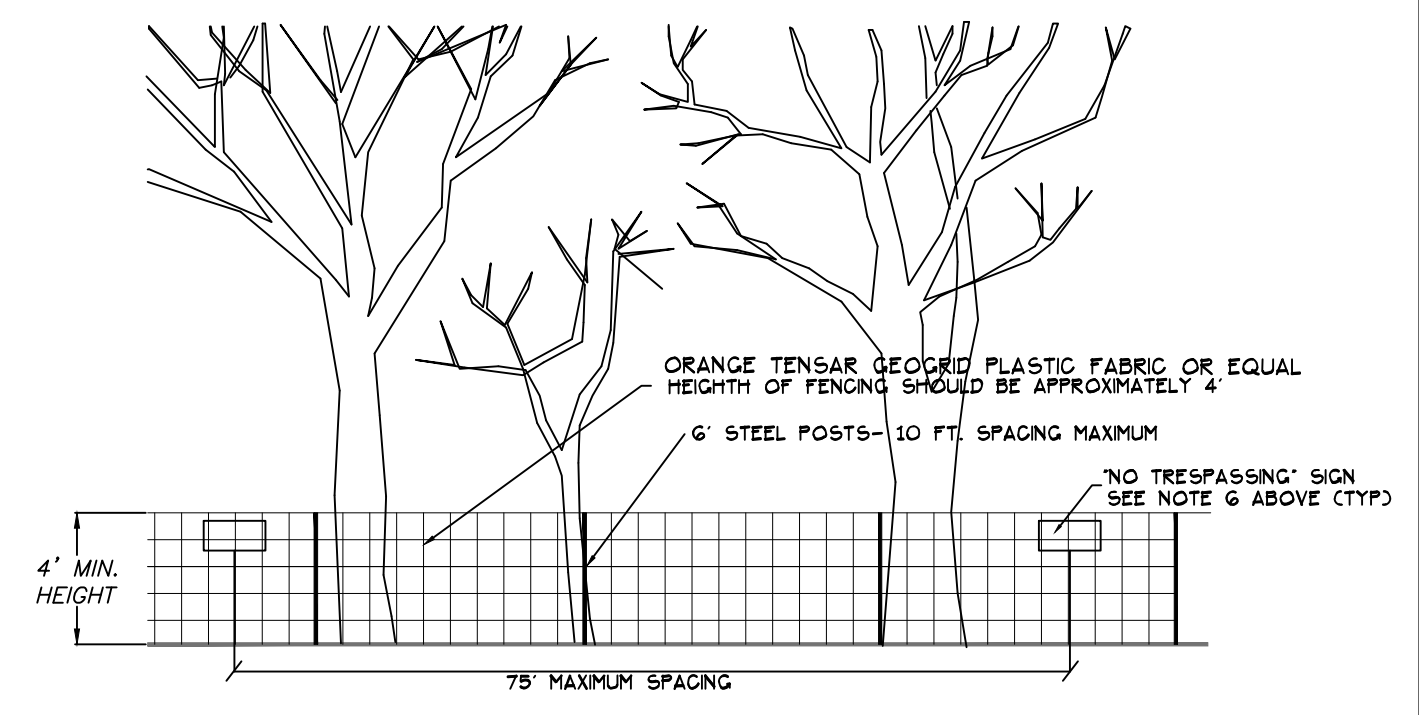 ORANGE TENSAR GEOGRID PLASTIC FABRIC OR EQUAL
HEIGHTH OF FENCING SHOULD BE APPROXIMATELY 4'
6' STEEL POSTS- 10 FT. SPACING MAXIMUM
"NO TRESPASSING" SIGN
SEE NOTE 6 ABOVE (TYP)
4' MIN.
HEIGHT
75' MAXIMUM SPACING